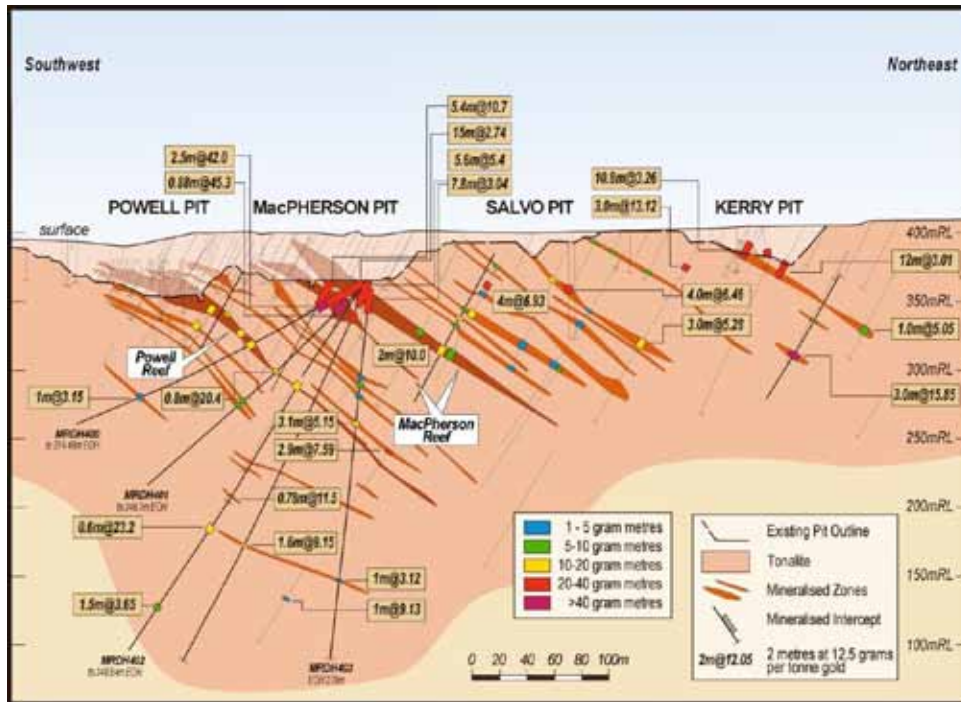 Southwest
Northeast
5.4m@10.7
15m@2.74
5.6m@5.4
7.8m@3.04
2.5m@42.0
0.88m@45.3
10.8m@3.26
3.0m@13.12
POWELL PIT
MacPHERSON PIT
SALVO PIT
KERRY PIT
surface
400mRL
12m@3.01
350mRL
4m@6.93
4.0m@6.46
3.0m@5.28
1.0m@5.05
Powell
Reef
2m@10.0
300mRL
1m@3.15
0.8m@20.4
3.0m@15.85
MacPherson
Reef
3.1m@5.15
MRDH400
250mRL
2.9m@7.59
MRDH401
0.75m@11.5
200mRL
0.6m@23.2
1.6m@9.15
1m@3.12
150mRL
1.5m@3.65
1m@9.13
100mRL
MRDH402
MRDH403
1 - 5 gram metres
5-10 gram metres
10-20 gram metres
20-40 gram metres
>40 gram metres
0 20 40 60 80 100m
Existing Pit Outline
Tonalite
Mineralised Zones
Mineralised Intercept
2m@12.05
2 metres at 12.5 grams
per tonne gold